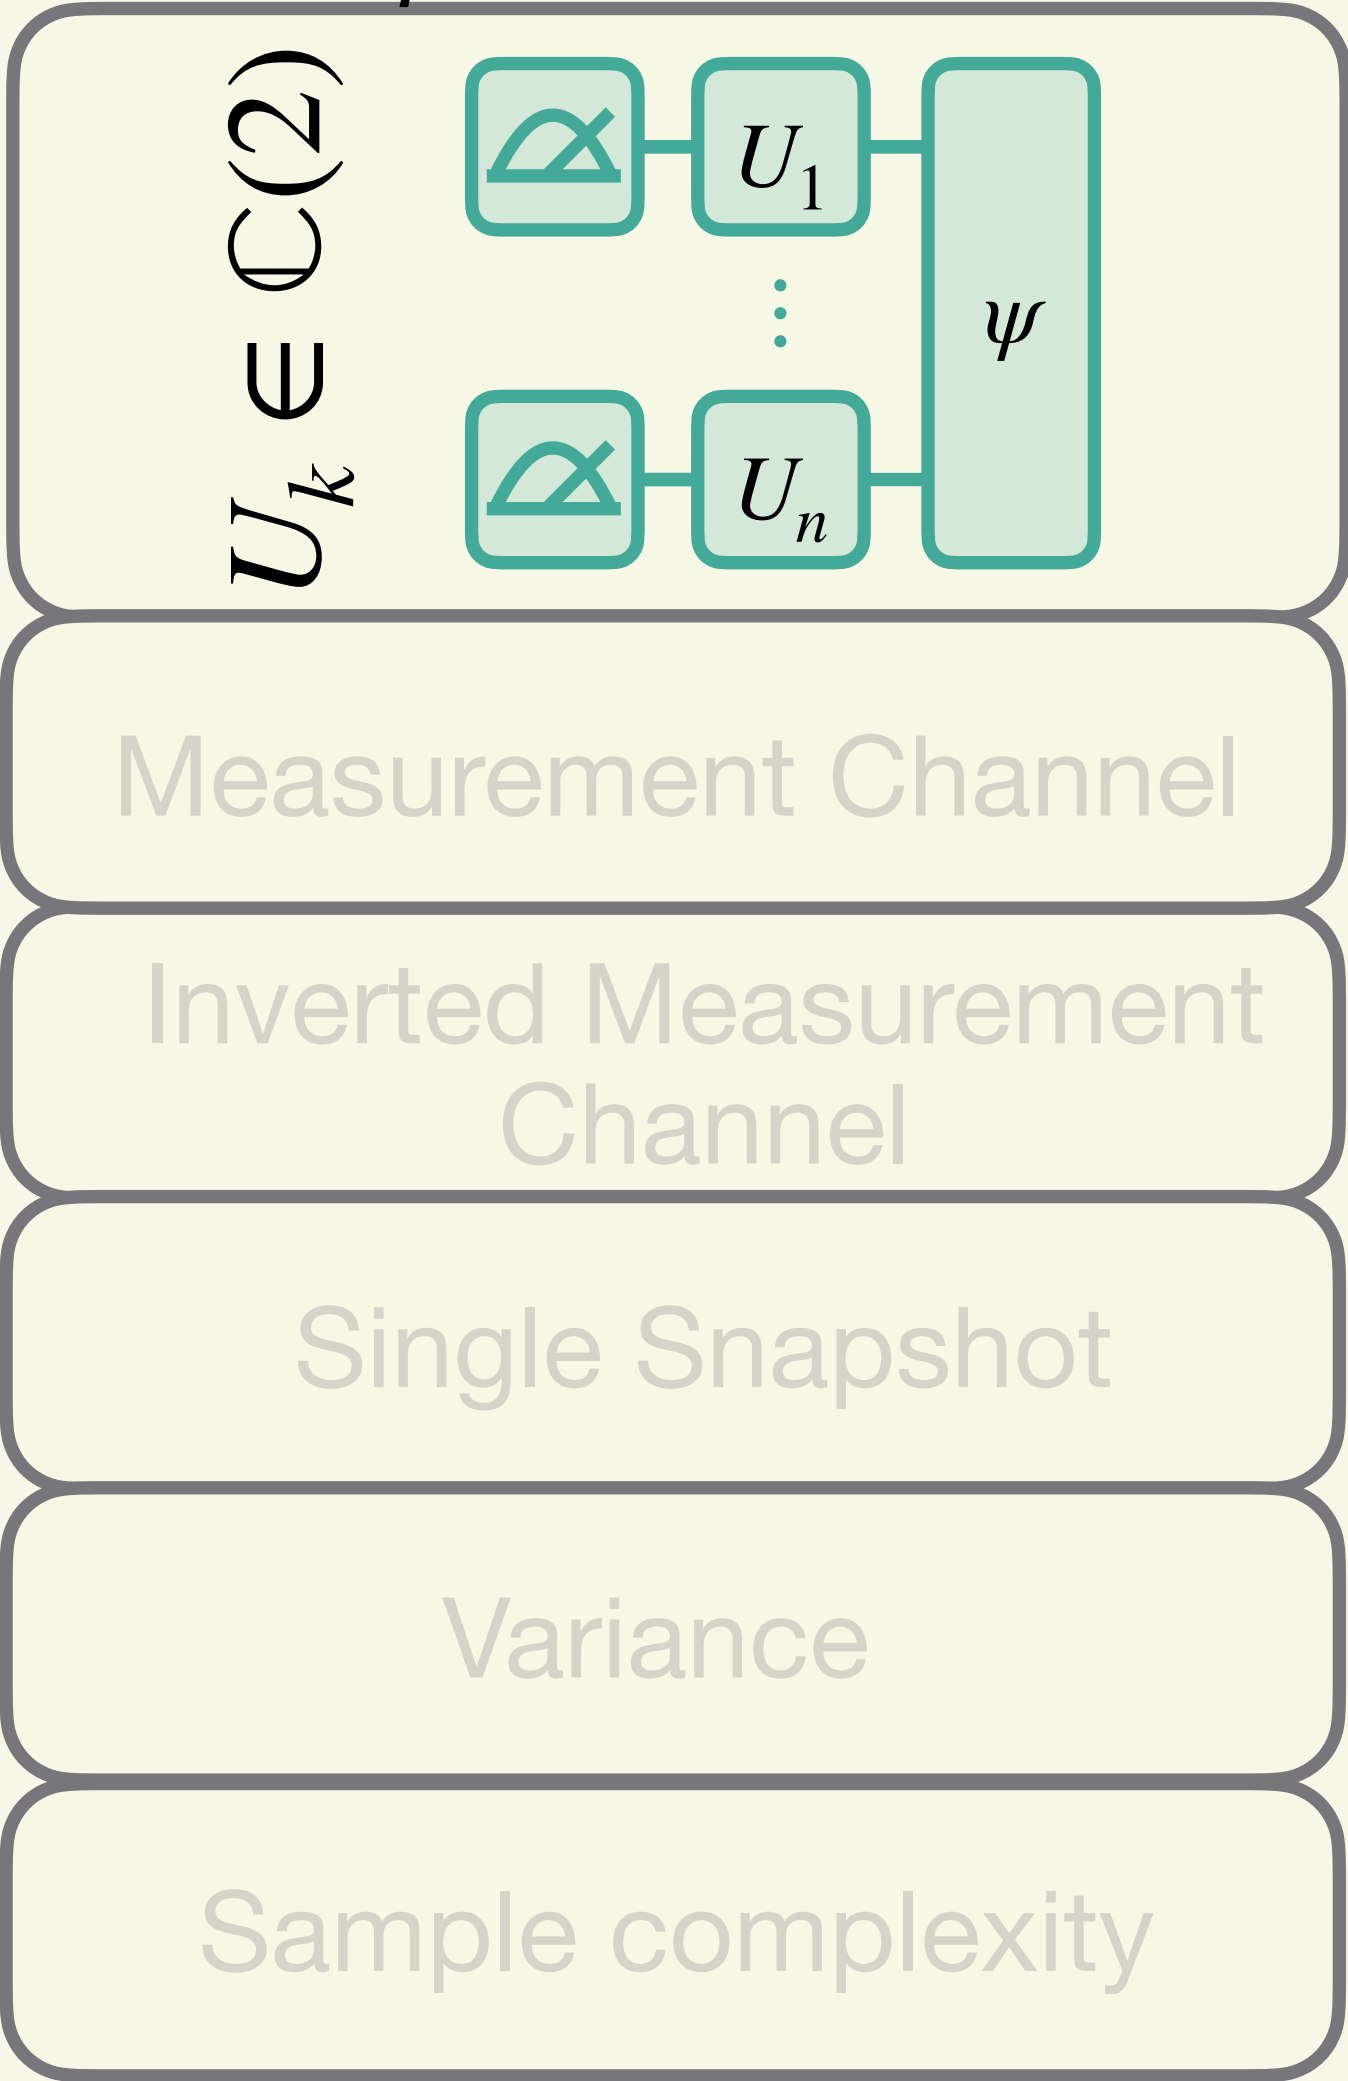 U_k ∈ ℂ(2)
U_1
ψ
U_n
Measurement Channel
Inverted Measurement
Channel
Single Snapshot
Variance
Sample complexity